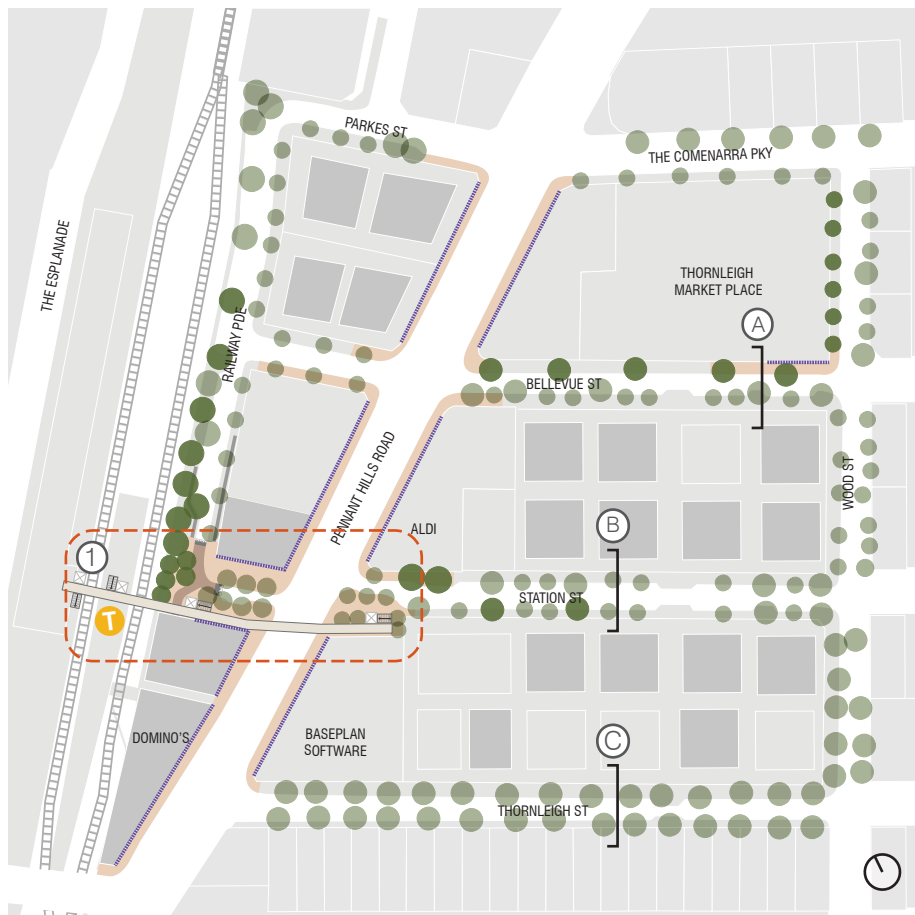 PARKES ST
THE COMENARRA PKY
THE ESPLANADE
THORNLEIGH
MARKET PLACE
A
RAILWAY PDE
BELLEVUE ST
PENNANT HILLS ROAD
WOOD ST
ALDI
B
1
STATION ST
T
DOMINO'S
BASEPLAN
SOFTWARE
C
THORNLEIGH ST